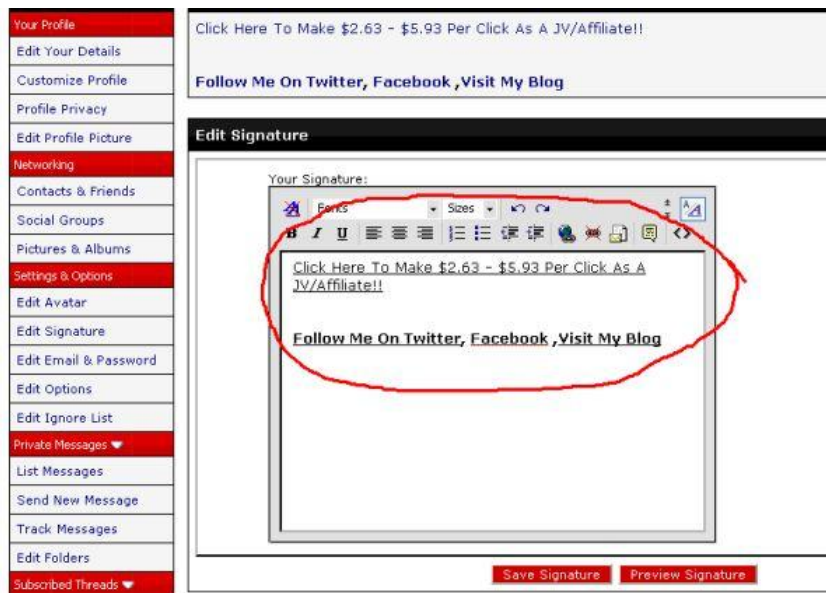 Your Profile
Edit Your Details
Customize Profile
Profile Privacy
Edit Profile Picture
Networking
Contacts & Friends
Social Groups
Pictures & Albums
Settings & Options
Edit Avatar
Edit Signature
Edit Email & Password
Edit Options
Edit Ignore List
Private Messages
List Messages
Send New Message
Track Messages
Edit Folders
Subscribed Threads
Click Here To Make $2.63 - $5.93 Per Click As A JV/Affiliate!!
Follow Me On Twitter, Facebook ,Visit My Blog
Edit Signature
Your Signature:
Fonts Sizes
B I U
Click Here To Make $2.63 - $5.93 Per Click As A
JV/Affiliate!!
Follow Me On Twitter, Facebook ,Visit My Blog
Save Signature Preview Signature